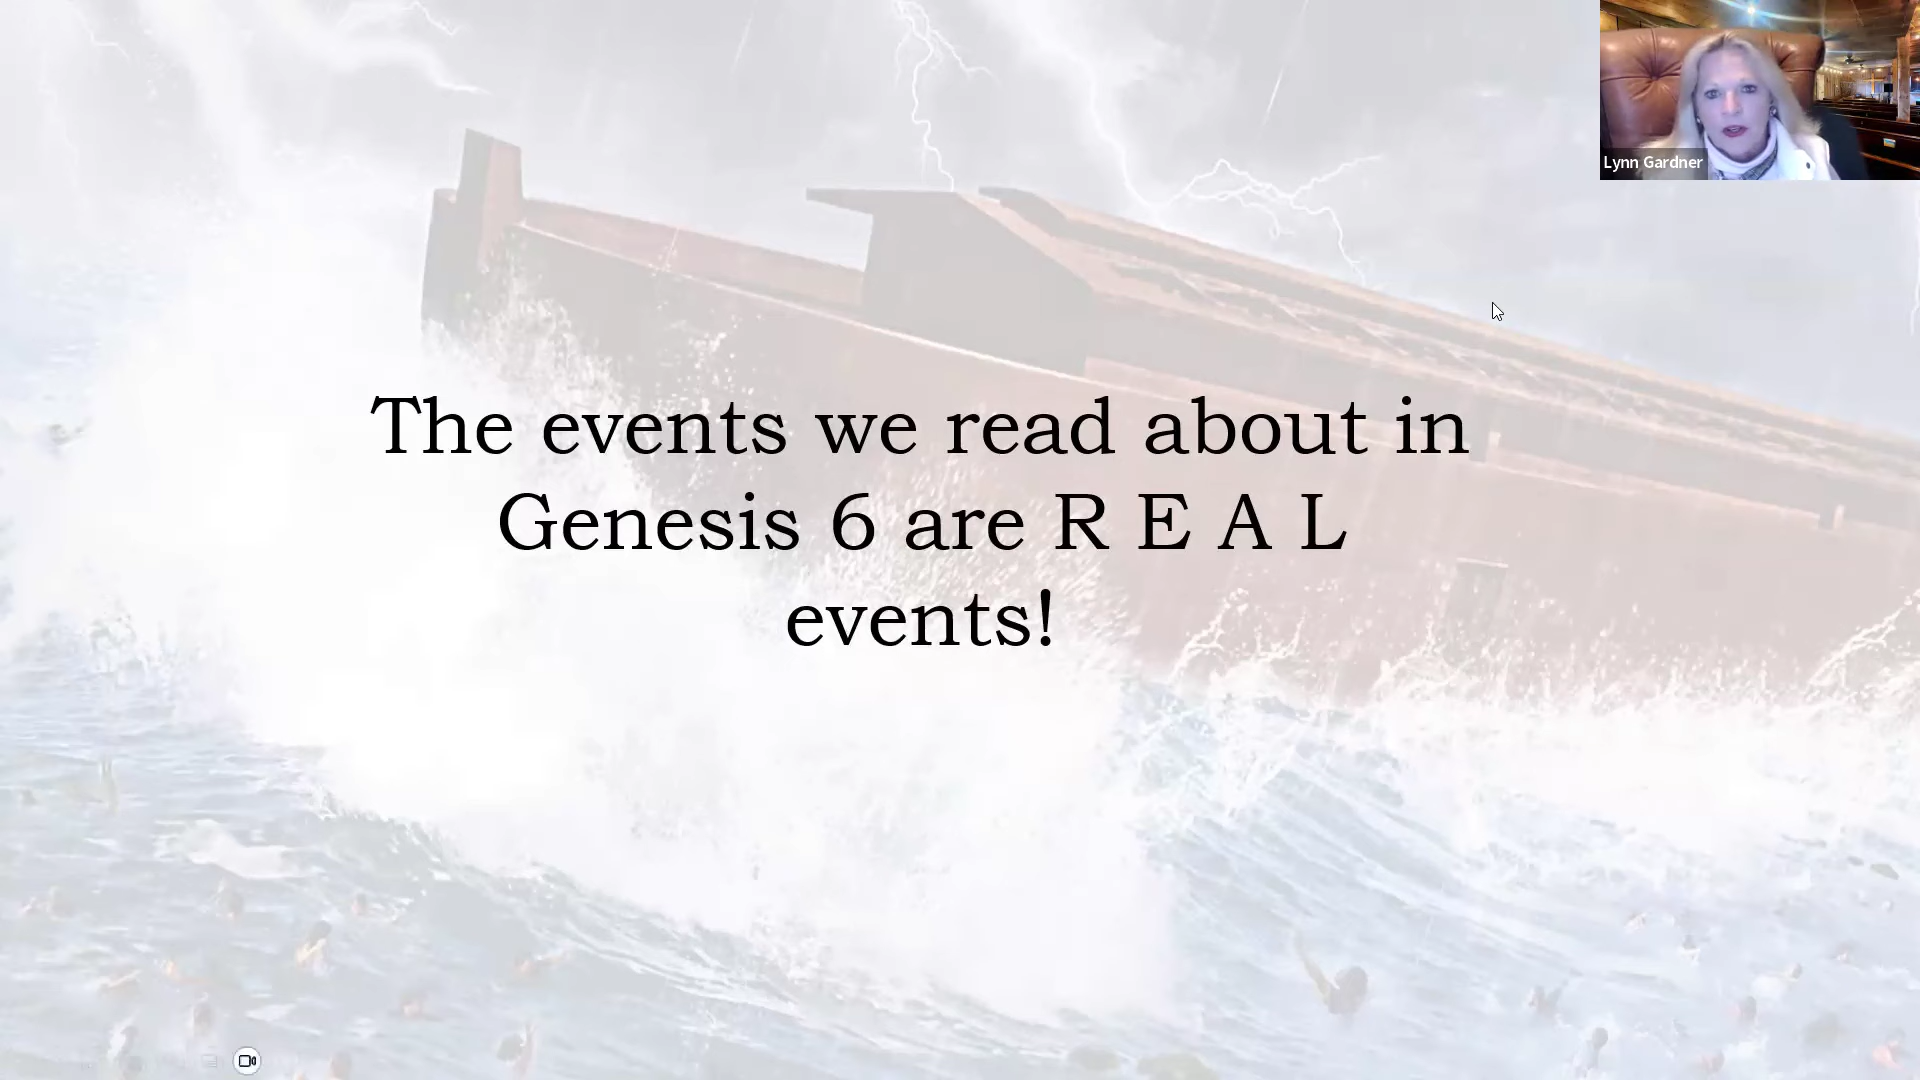 Lynn Gardner
The events we read about in
Genesis 6 are R E A L
events!